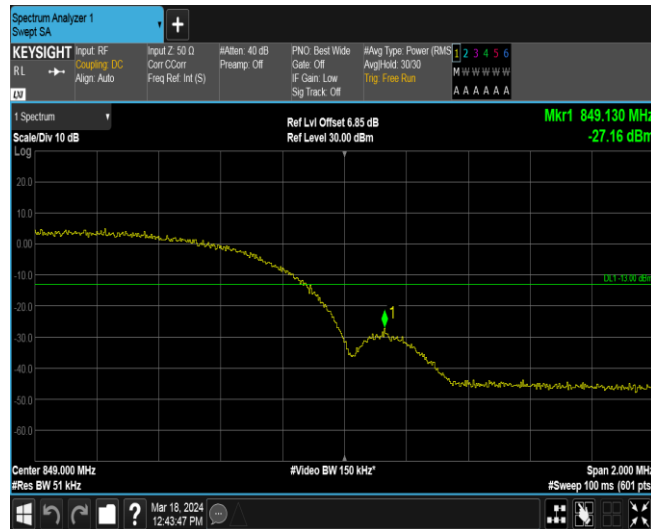 Spectrum Analyzer 1
Swept SA
KEYSIGHT
RL
LXI
Input: RF
Coupling: DC
Align: Auto
Input Z: 50 Ω
Corr CCorr
Freq Ref: Int (S)
#Atten: 40 dB
Preamp: Off
PNO: Best Wide
Gate: Off
IF Gain: Low
Sig Track: Off
#Avg Type: Power (RMS
Avg|Hold: 30/30
Trig: Free Run
1 2 3 4 5 6
M W W W W W
A A A A A A
1 Spectrum
Scale/Div 10 dB
Log
Ref Lvl Offset 6.85 dB
Ref Level 30.00 dBm
Mkr1 849.130 MHz
-27.16 dBm
20.0
10.0
0.00
-10.0
DL1 -13.00 dBm
-20.0
1
-30.0
-40.0
-50.0
-60.0
Center 849.000 MHz
#Res BW 51 kHz
#Video BW 150 kHz*
Span 2.000 MHz
#Sweep 100 ms (601 pts)
?
Mar 18, 2024
12:43:47 PM